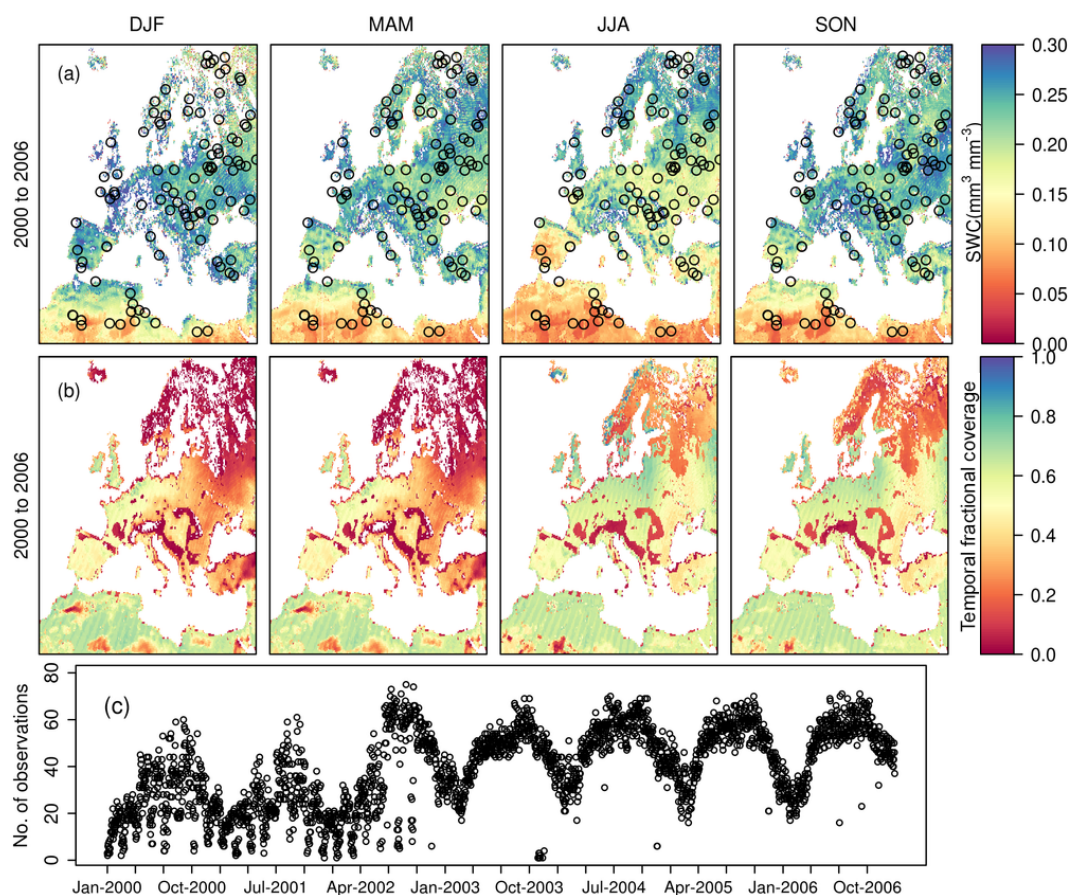 DJF MAM JJA SON
(a)
2000 to 2006
0.30
0.25
0.20
0.15
0.10
0.05
0.00
SWC(mm³ mm⁻³)
(b)
2000 to 2006
1.0
0.8
0.6
0.4
0.2
0.0
Temporal fractional coverage
(c)
No. of observations
80
60
40
20
0
Jan-2000 Oct-2000 Jul-2001 Apr-2002 Jan-2003 Oct-2003 Jul-2004 Apr-2005 Jan-2006 Oct-2006